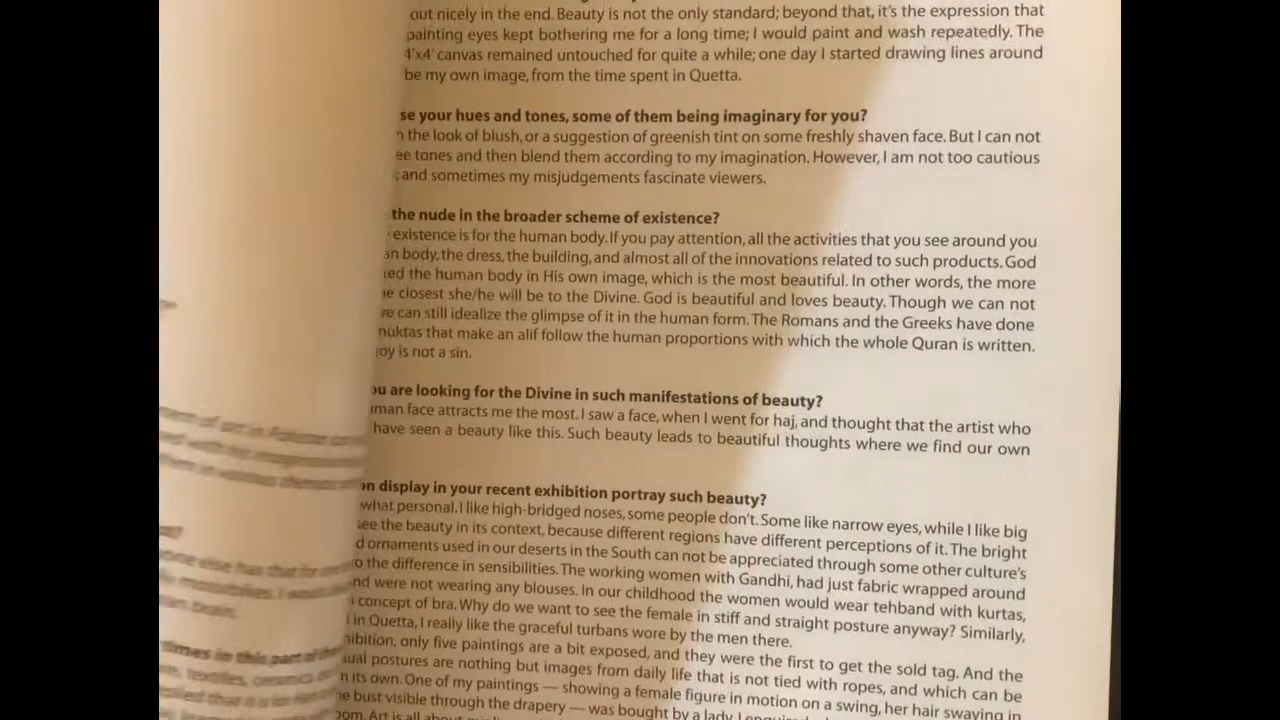 out nicely in the end. Beauty is not the only standard; beyond that, it's the expression that
painting eyes kept bothering me for a long time; I would paint and wash repeatedly. The
4'x4' canvas remained untouched for quite a while; one day I started drawing lines around
be my own image, from the time spent in Quetta.
se your hues and tones, some of them being imaginary for you?
the look of blush, or a suggestion of greenish tint on some freshly shaven face. But I can not
ee tones and then blend them according to my imagination. However, I am not too cautious
; and sometimes my misjudgements fascinate viewers.
the nude in the broader scheme of existence?
existence is for the human body. If you pay attention, all the activities that you see around you
an body, the dress, the building, and almost all of the innovations related to such products. God
ted the human body in His own image, which is the most beautiful. In other words, the more
e closest she/he will be to the Divine. God is beautiful and loves beauty. Though we can not
ve can still idealize the glimpse of it in the human form. The Romans and the Greeks have done
nuktas that make an alif follow the human proportions with which the whole Quran is written.
joy is not a sin.
ou are looking for the Divine in such manifestations of beauty?
man face attracts me the most. I saw a face, when I went for haj, and thought that the artist who
have seen a beauty like this. Such beauty leads to beautiful thoughts where we find our own
on display in your recent exhibition portray such beauty?
what personal. I like high-bridged noses, some people don't. Some like narrow eyes, while I like big
see the beauty in its context, because different regions have different perceptions of it. The bright
d ornaments used in our deserts in the South can not be appreciated through some other culture's
o the difference in sensibilities. The working women with Gandhi, had just fabric wrapped around
nd were not wearing any blouses. In our childhood the women would wear tehband with kurtas,
concept of bra. Why do we want to see the female in stiff and straight posture anyway? Similarly,
in Quetta, I really like the graceful turbans wore by the men there.
hibition, only five paintings are a bit exposed, and they were the first to get the sold tag. And the
sual postures are nothing but images from daily life that is not tied with ropes, and which can be
n its own. One of my paintings — showing a female figure in motion on a swing, her hair swaying in
he bust visible through the drapery — was bought by a lady. I
oom. Art is all about